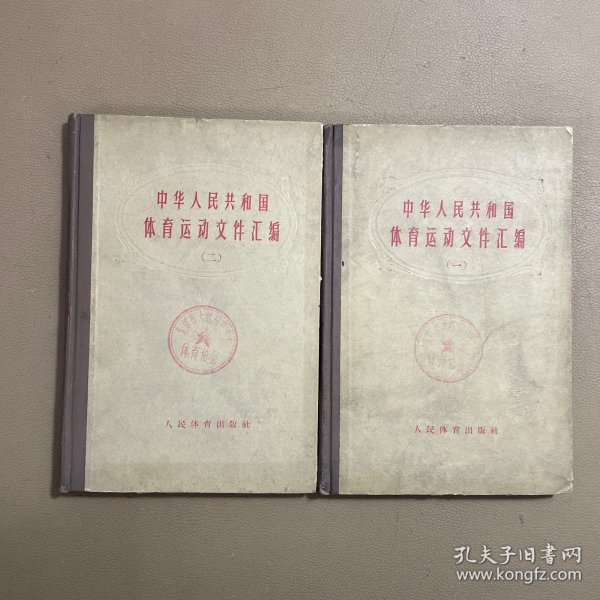 中华人民共和国
体育运动文件汇编
(二)
体育协会
人民体育出版社
中华人民共和国
体育运动文件汇编
(一)
人民体育出版社
孔夫子旧书网
www.kongfz.com